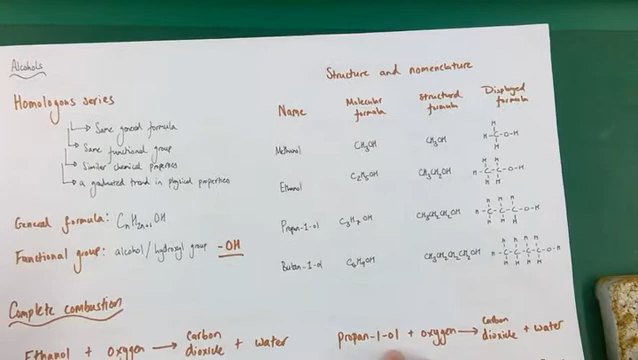 Alcohols
Homologous series
Same general formula
Same functional group
Similar chemical properties
a graduated trend in physical properties
General formula: CnH2n+1OH
Functional group: alcohol/hydroxyl group -OH
Structure and nomenclature
Name Molecular formula Structural formula Displayed formula
Methanol CH3OH CH3OH
Ethanol C2H5OH CH3CH2OH
Propan-1-ol C3H7OH CH3CH2CH2OH
Butan-1-ol C4H9OH CH3CH2CH2CH2OH
Complete combustion
Ethanol + oxygen → Carbon dioxide + water
Propan-1-ol + oxygen → Carbon dioxide + water